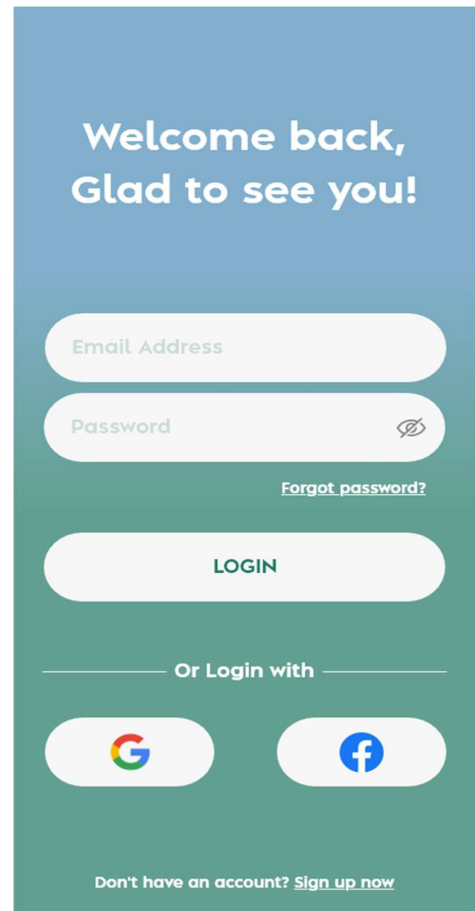 Welcome back,
Glad to see you!
Email Address
Password
Forgot password?
LOGIN
Or Login with
Don't have an account? Sign up now